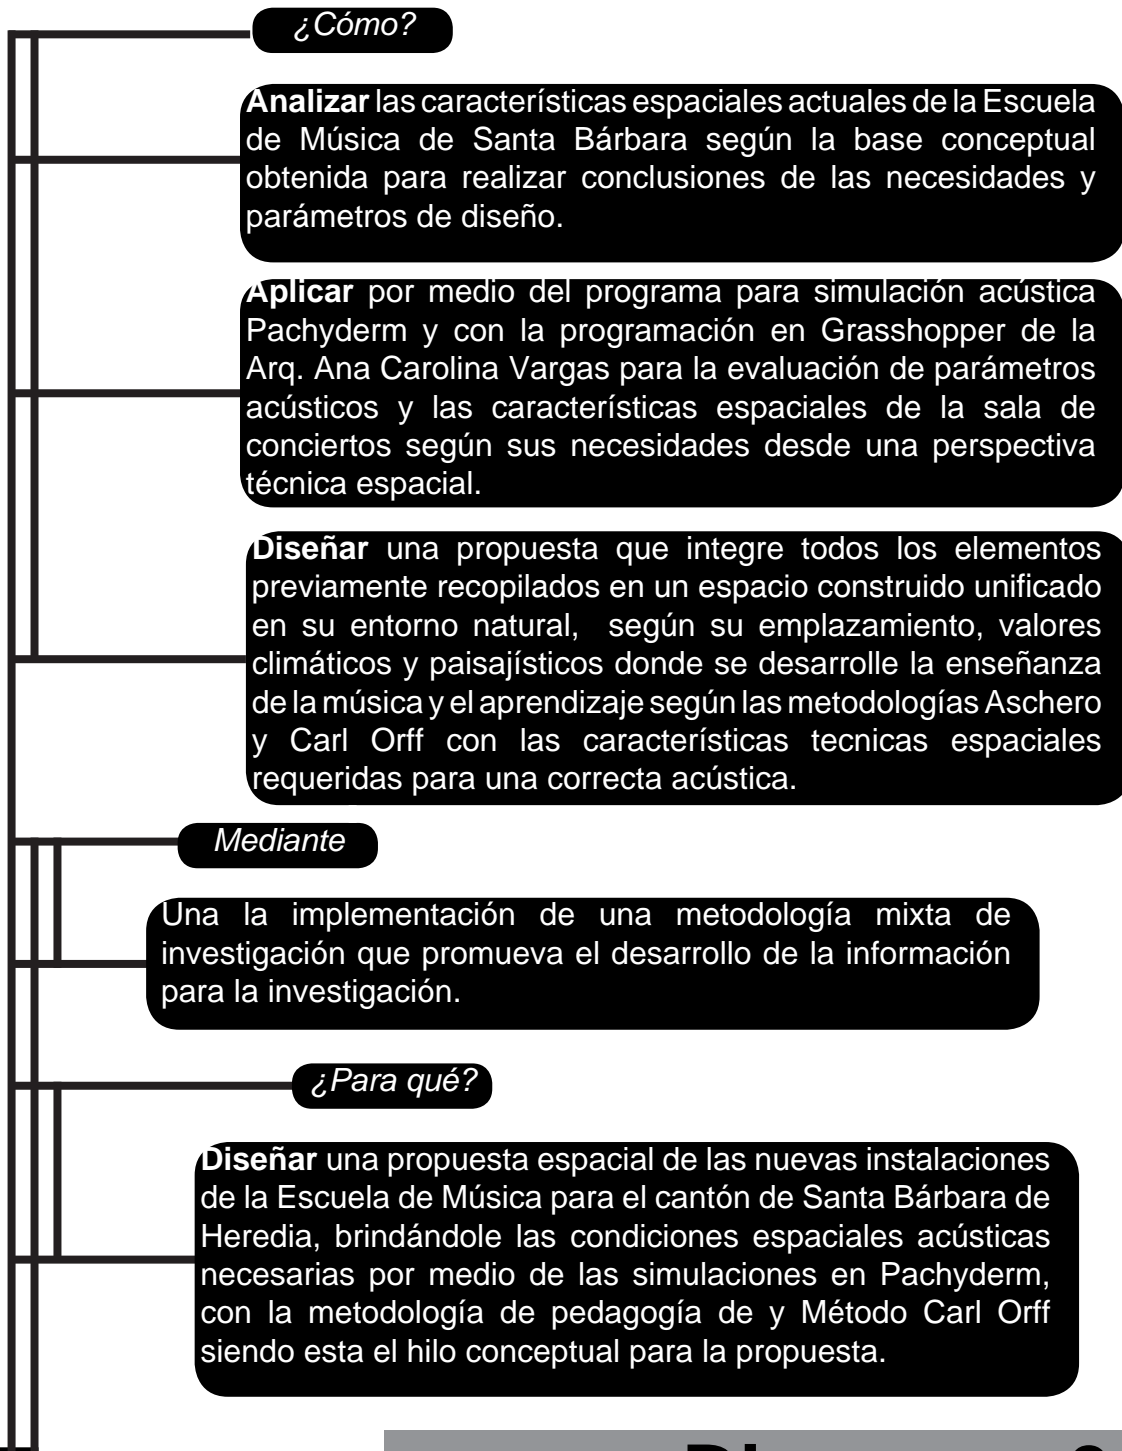 ¿Cómo?
Analizar las características espaciales actuales de la Escuela
de Música de Santa Bárbara según la base conceptual
obtenida para realizar conclusiones de las necesidades y
parámetros de diseño.
Aplicar por medio del programa para simulación acústica
Pachyderm y con la programación en Grasshopper de la
Arq. Ana Carolina Vargas para la evaluación de parámetros
acústicos y las características espaciales de la sala de
conciertos según sus necesidades desde una perspectiva
técnica espacial.
Diseñar una propuesta que integre todos los elementos
previamente recopilados en un espacio construido unificado
en su entorno natural, según su emplazamiento, valores
climáticos y paisajísticos donde se desarrolle la enseñanza
de la música y el aprendizaje según las metodologías Aschero
y Carl Orff con las características tecnicas espaciales
requeridas para una correcta acústica.
Mediante
Una la implementación de una metodología mixta de
investigación que promueva el desarrollo de la información
para la investigación.
¿Para qué?
Diseñar una propuesta espacial de las nuevas instalaciones
de la Escuela de Música para el cantón de Santa Bárbara de
Heredia, brindándole las condiciones espaciales acústicas
necesarias por medio de las simulaciones en Pachyderm,
con la metodología de pedagogía de y Método Carl Orff
siendo esta el hilo conceptual para la propuesta.